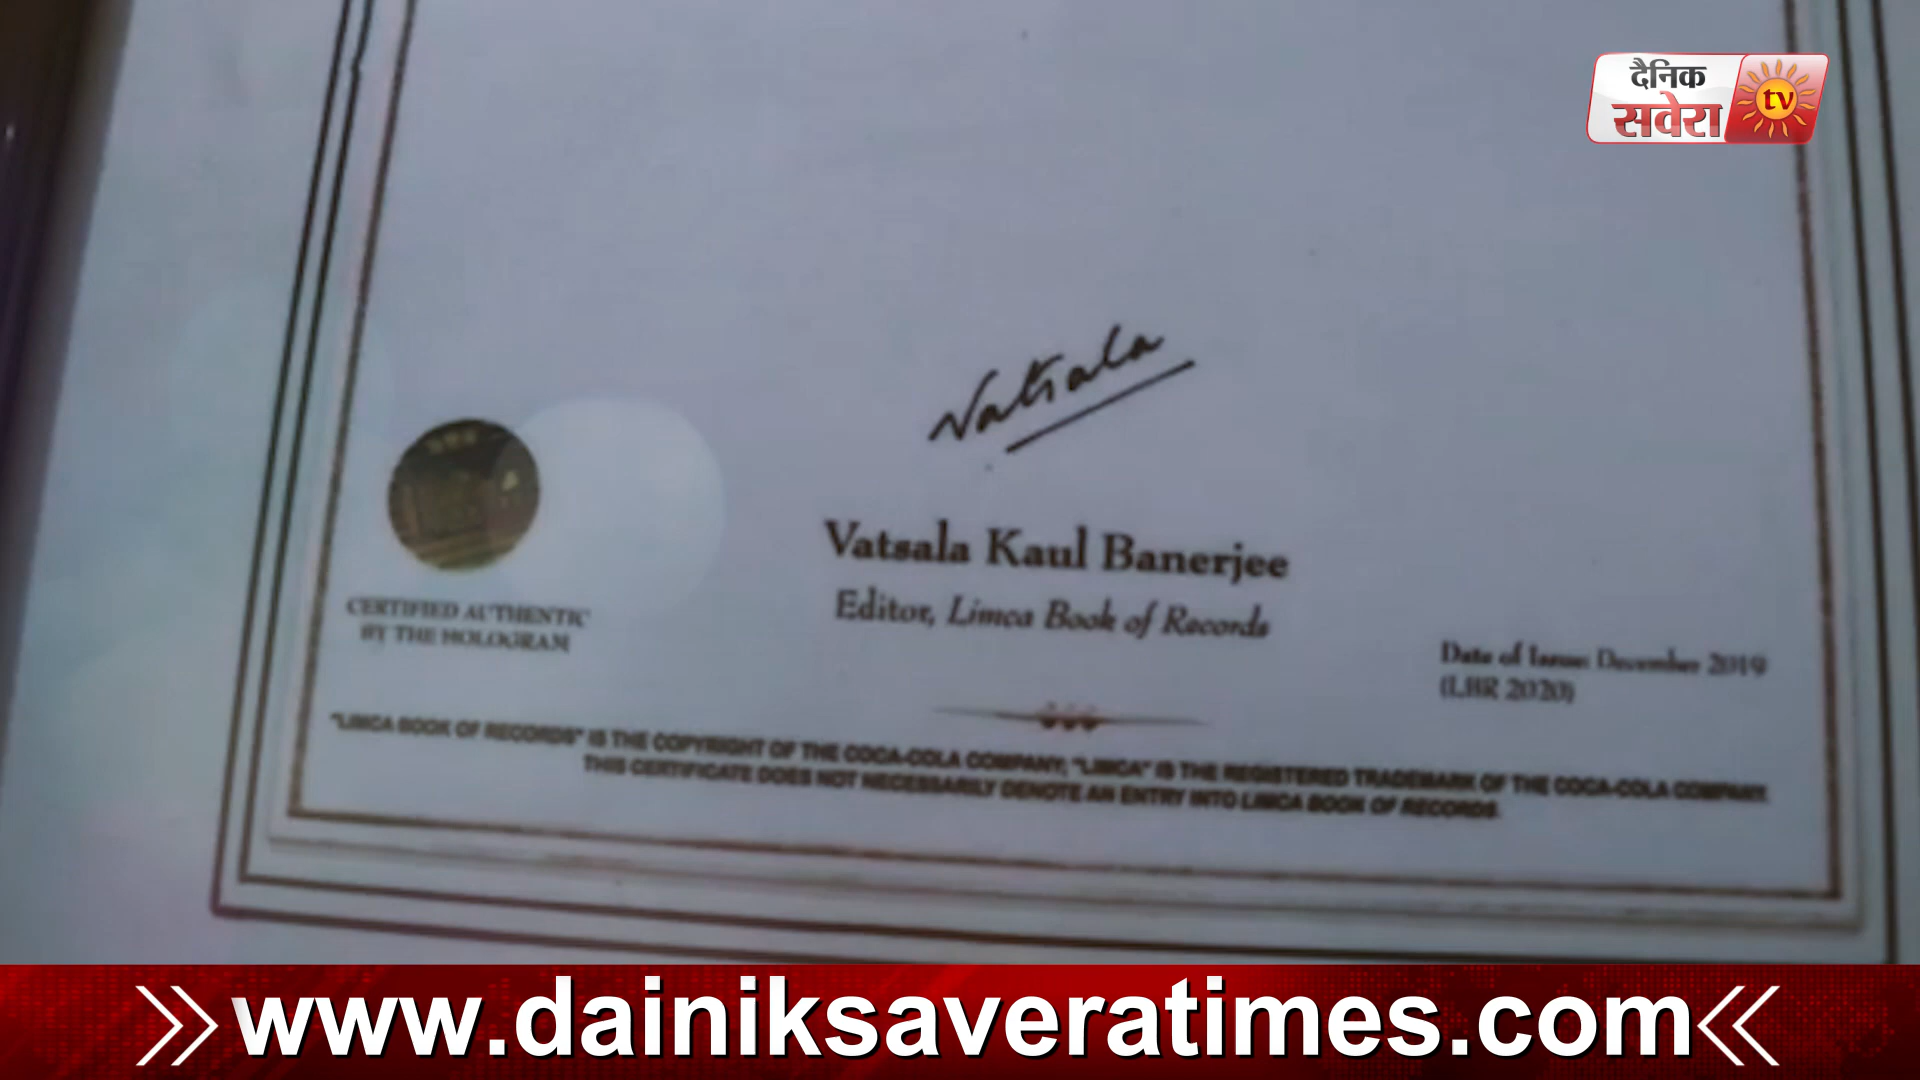 दैनिक
सवेरा tv
Vatsala
Vatsala Kaul Banerjee
Editor, Limca Book of Records
CERTIFIED AUTHENTIC
BY THE HOLOGRAM
Date of Issue: December 2019
(LBR 2020)
"LIMCA BOOK OF RECORDS" IS THE COPYRIGHT OF THE COCA-COLA COMPANY; "LIMCA" IS THE REGISTERED TRADEMARK OF THE COCA-COLA COMPANY.
THIS CERTIFICATE DOES NOT NECESSARILY DENOTE AN ENTRY INTO LIMCA BOOK OF RECORDS.
www.dainiksaveratimes.com